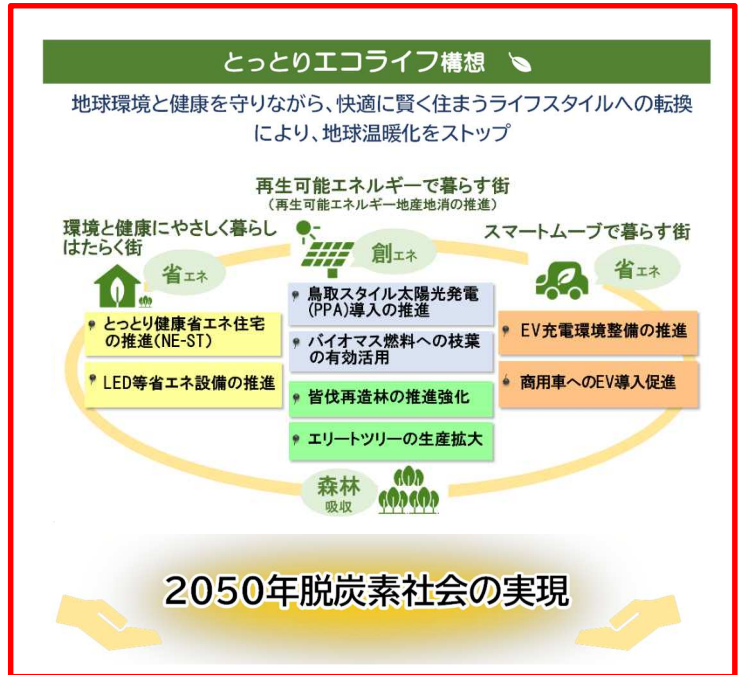 とっとりエコライフ構想
地球環境と健康を守りながら、快適に賢く住まうライフスタイルへの転換
により、地球温暖化をストップ
再生可能エネルギーで暮らす街
(再生可能エネルギー地産地消の推進)
環境と健康にやさしく暮らし
はたらく街
省エネ
とっとり健康省エネ住宅
の推進(NE-ST)
LED等省エネ設備の推進
創エネ
鳥取スタイル太陽光発電
(PPA)導入の推進
バイオマス燃料への枝葉
の有効活用
皆伐再造林の推進強化
エリートツリーの生産拡大
スマートムーブで暮らす街
省エネ
EV充電環境整備の推進
商用車へのEV導入促進
森林
吸収
2050年脱炭素社会の実現